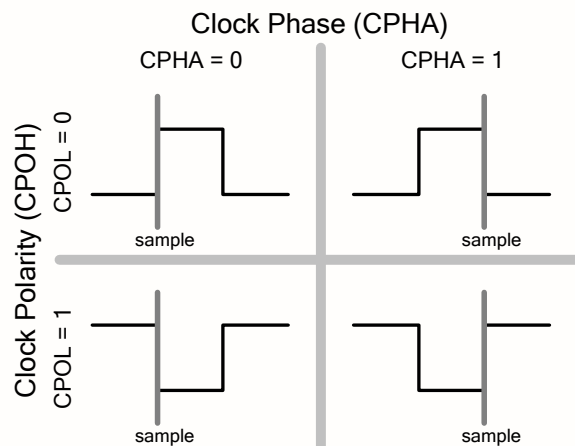 Clock Phase (CPHA)
CPHA = 0
CPHA = 1
Clock Polarity (CPOH)
CPOL = 0
sample
sample
CPOL = 1
sample
sample